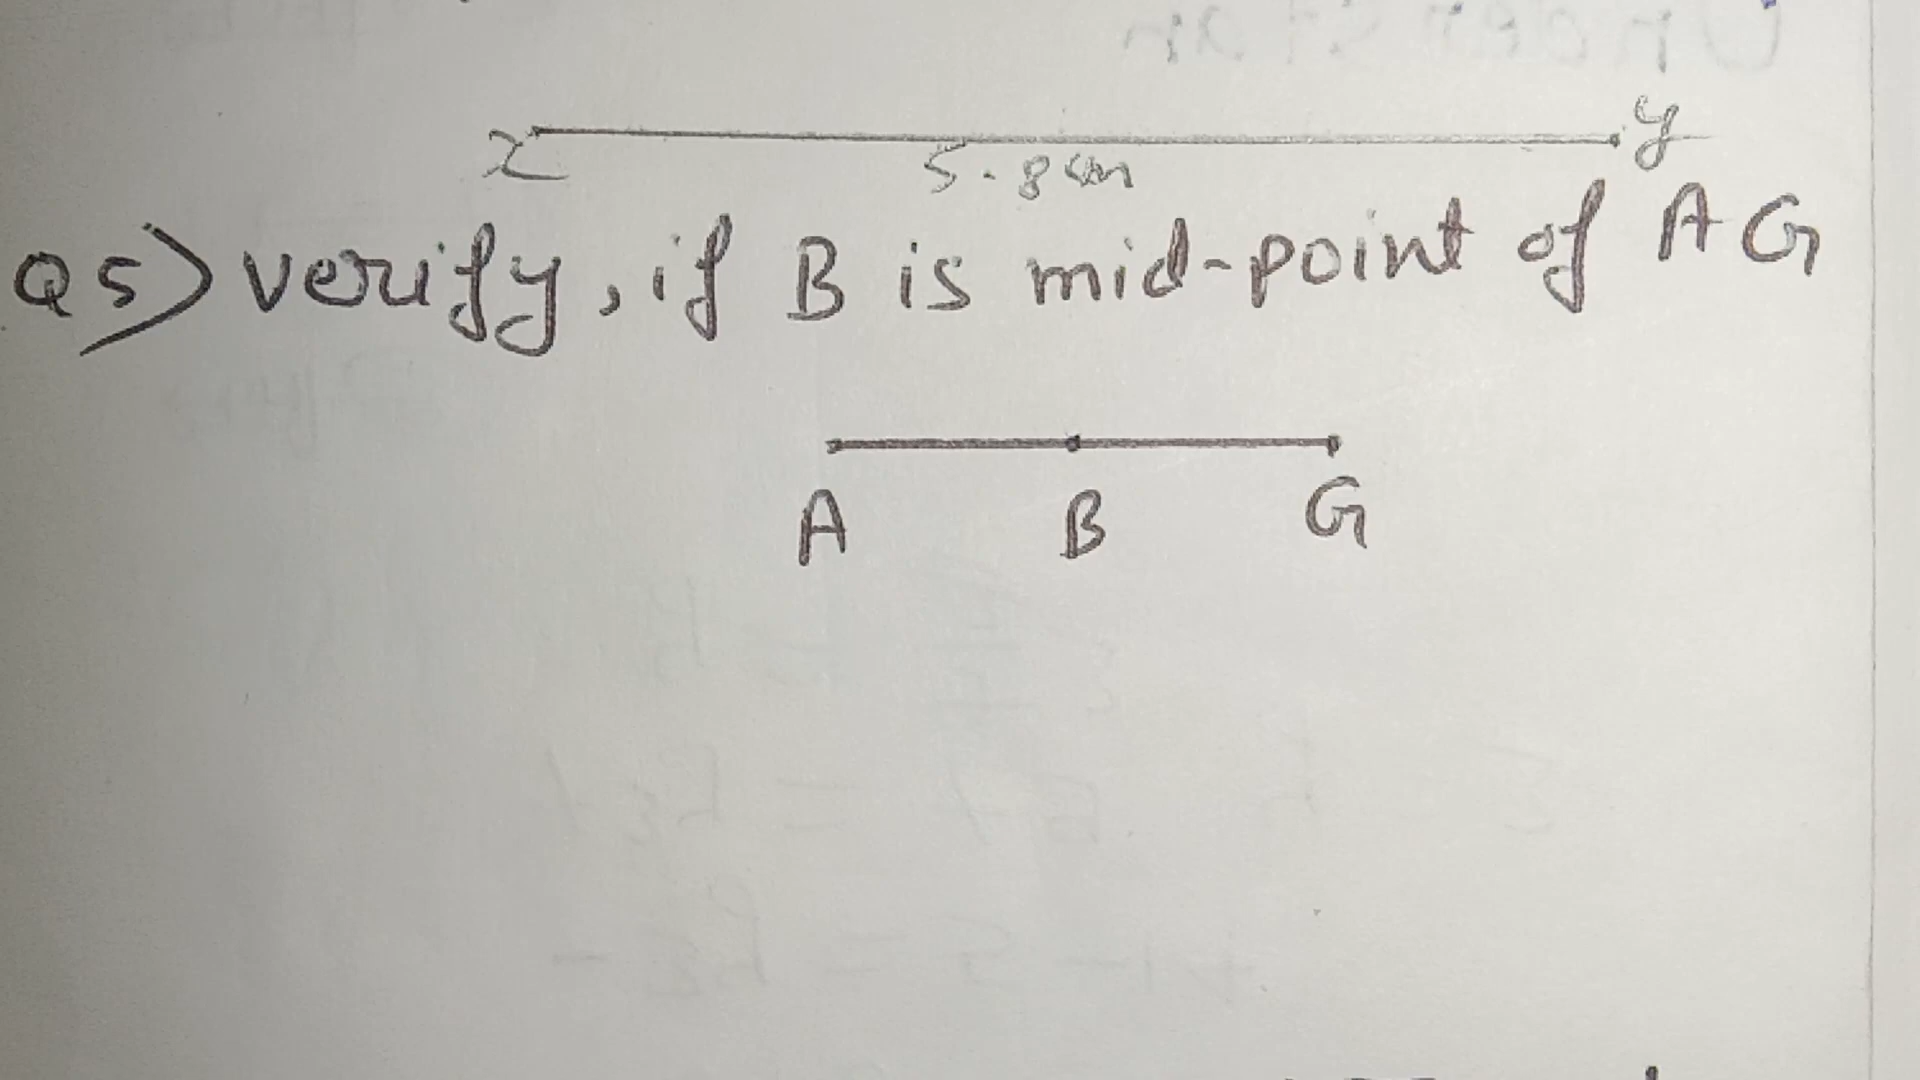 x y
5.8cm
Q5) verify, if B is mid-point of AG
A B G